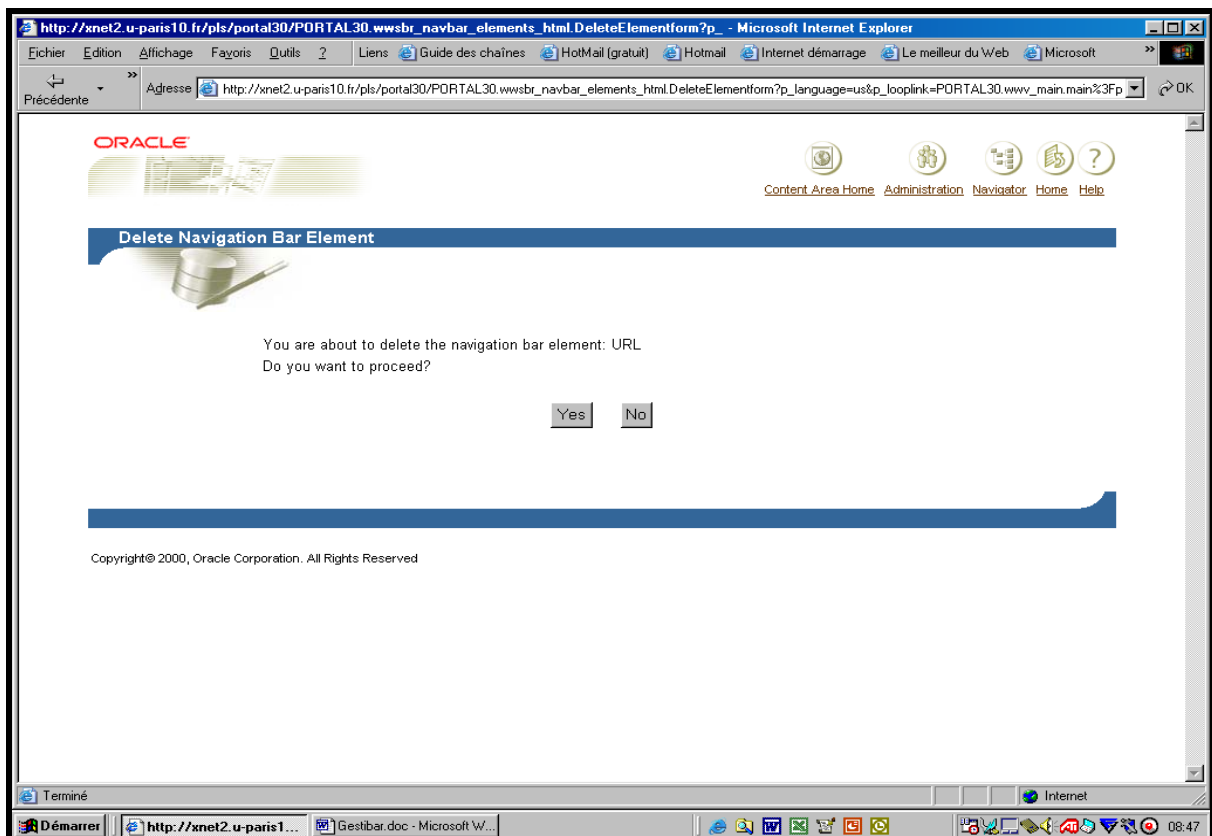 http://xnet2.u-paris10.fr/pls/portal30/PORTAL30.wwsbr_navbar_elements_html.DeleteElementform?p_ - Microsoft Internet Explorer
Fichier Edition Affichage Favoris Outils ? Liens Guide des chaînes HotMail (gratuit) Hotmail Internet démarrage Le meilleur du Web Microsoft »
Précédente » Adresse http://xnet2.u-paris10.fr/pls/portal30/PORTAL30.wwsbr_navbar_elements_html.DeleteElementform?p_language=us&p_looplink=PORTAL30.wwv_main.main%3Fp OK
ORACLE
Content Area Home Administration Navigator Home Help
Delete Navigation Bar Element
You are about to delete the navigation bar element: URL
Do you want to proceed?
Yes No
Copyright© 2000, Oracle Corporation. All Rights Reserved
Terminé Internet
Démarrer http://xnet2.u-paris1... Gestibar.doc - Microsoft W... 08:47